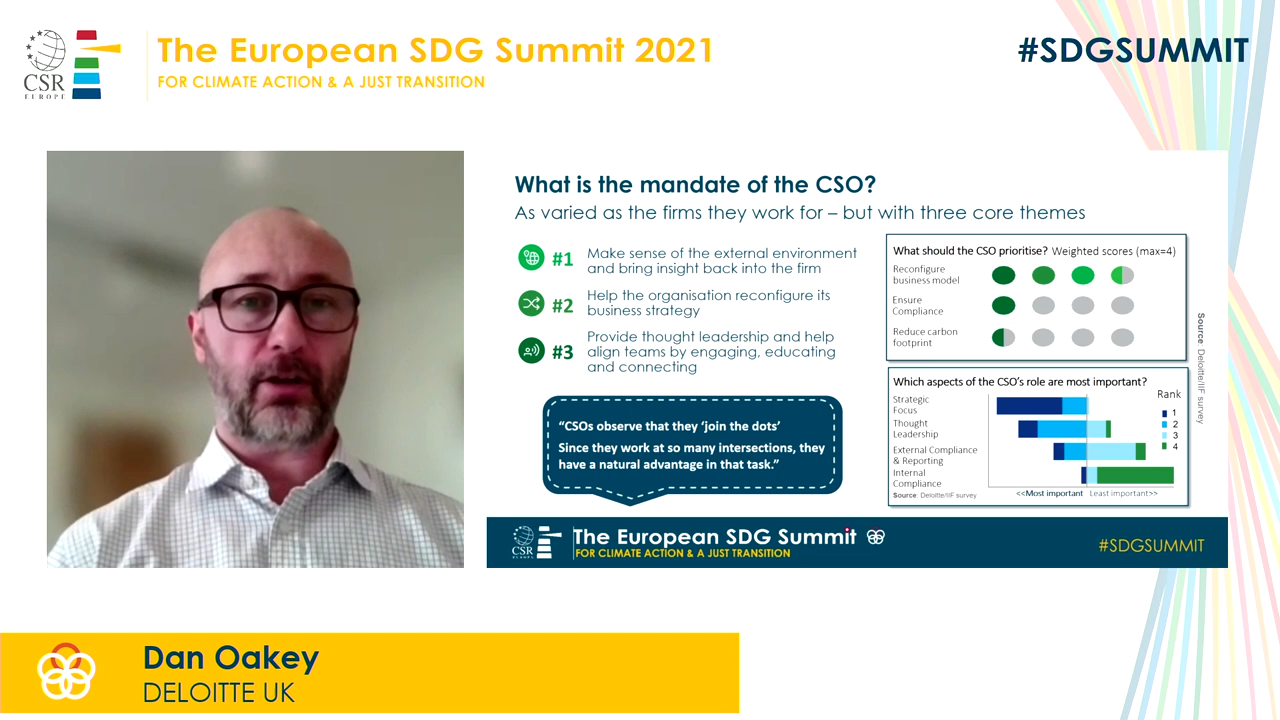 CSR
EUROPE
The European SDG Summit 2021
FOR CLIMATE ACTION & A JUST TRANSITION
#SDGSUMMIT
What is the mandate of the CSO?
As varied as the firms they work for – but with three core themes
#1
Make sense of the external environment
and bring insight back into the firm
#2
Help the organisation reconfigure its
business strategy
#3
Provide thought leadership and help
align teams by engaging, educating
and connecting
“CSOs observe that they ‘join the dots’
Since they work at so many intersections, they
have a natural advantage in that task.”
What should the CSO prioritise? Weighted scores (max=4)
Reconfigure
business model
Ensure
Compliance
Reduce carbon
footprint
Which aspects of the CSO’s role are most important?
Rank
1
2
3
4
Strategic
Focus
Thought
Leadership
External Compliance
& Reporting
Internal
Compliance
Source: Deloitte/IIF survey
<<Most important
Least important>>
Source: Deloitte/IIF survey
CSR
EUROPE
The European SDG Summit
FOR CLIMATE ACTION & A JUST TRANSITION
#SDGSUMMIT
Dan Oakey
DELOITTE UK